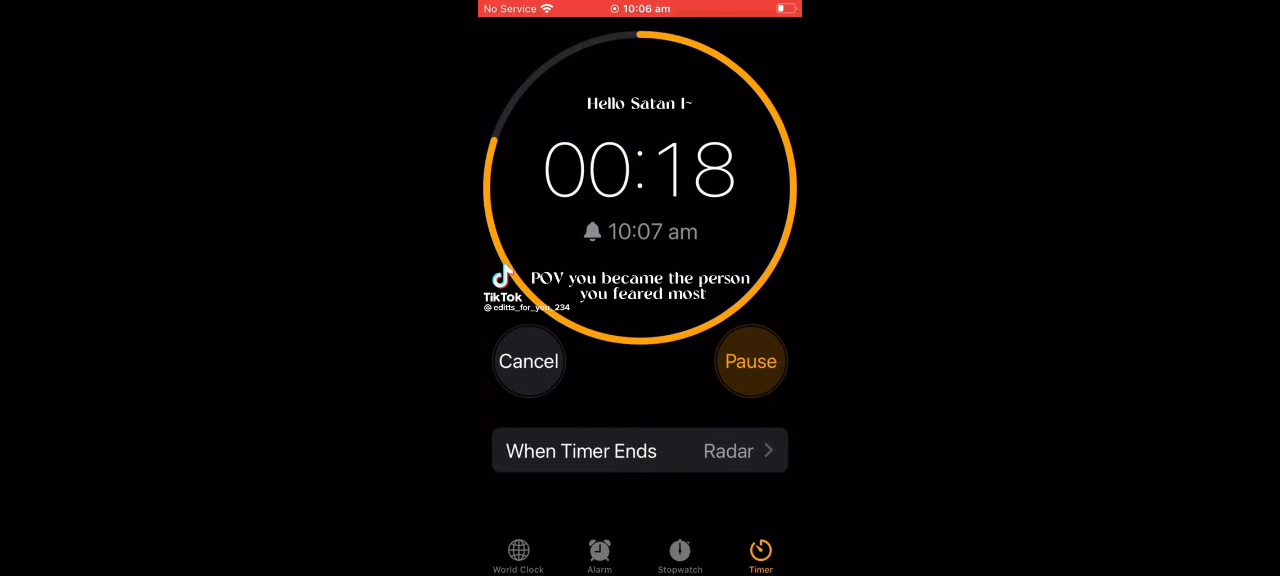 No Service 10:06 am
Hello Satan I~
00:18
10:07 am
POV you became the person
you feared most
TikTok
@ editts_for_you_234
Cancel Pause
When Timer Ends Radar
World Clock Alarm Stopwatch Timer